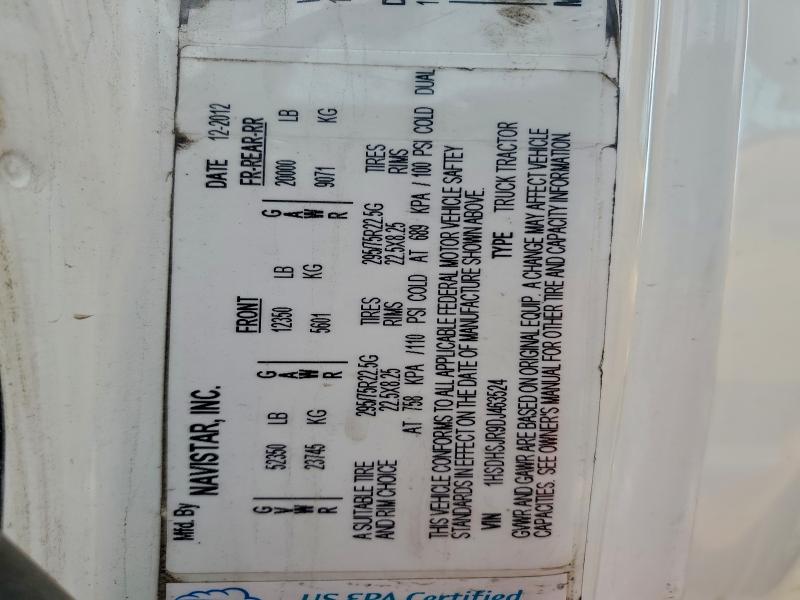 Mfd. By NAVISTAR, INC. DATE 12-2012
FRONT FR-REAR-RR
G V W R 52350 LB G A W R 12350 LB G A W R 20000 LB
23745 KG 5601 KG 9071 KG
A SUITABLE TIRE 295/75R22.5G TIRES 295/75R22.5G TIRES
AND RIM CHOICE 22.5X8.25 RIMS 22.5X8.25 RIMS
AT 758 KPA /110 PSI COLD AT 689 KPA / 100 PSI COLD DUAL
THIS VEHICLE CONFORMS TO ALL APPLICABLE FEDERAL MOTOR VEHICLE SAFTEY
STANDARDS IN EFFECT ON THE DATE OF MANUFACTURE SHOWN ABOVE.
VIN 1HSDHSJR9DJ463524 TYPE TRUCK TRACTOR
GVWR AND GAWR ARE BASED ON ORIGINAL EQUIP. A CHANGE MAY AFFECT VEHICLE
CAPACITIES. SEE OWNER'S MANUAL FOR OTHER TIRE AND CAPACITY INFORMATION.
US EPA Certified